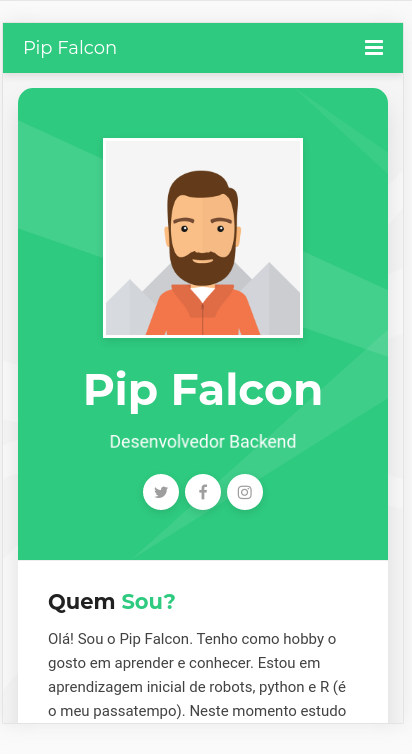 Pip Falcon
Pip Falcon
Desenvolvedor Backend
Quem Sou?
Olá! Sou o Pip Falcon. Tenho como hobby o
gosto em aprender e conhecer. Estou em
aprendizagem inicial de robots, python e R (é
o meu passatempo). Neste momento estudo